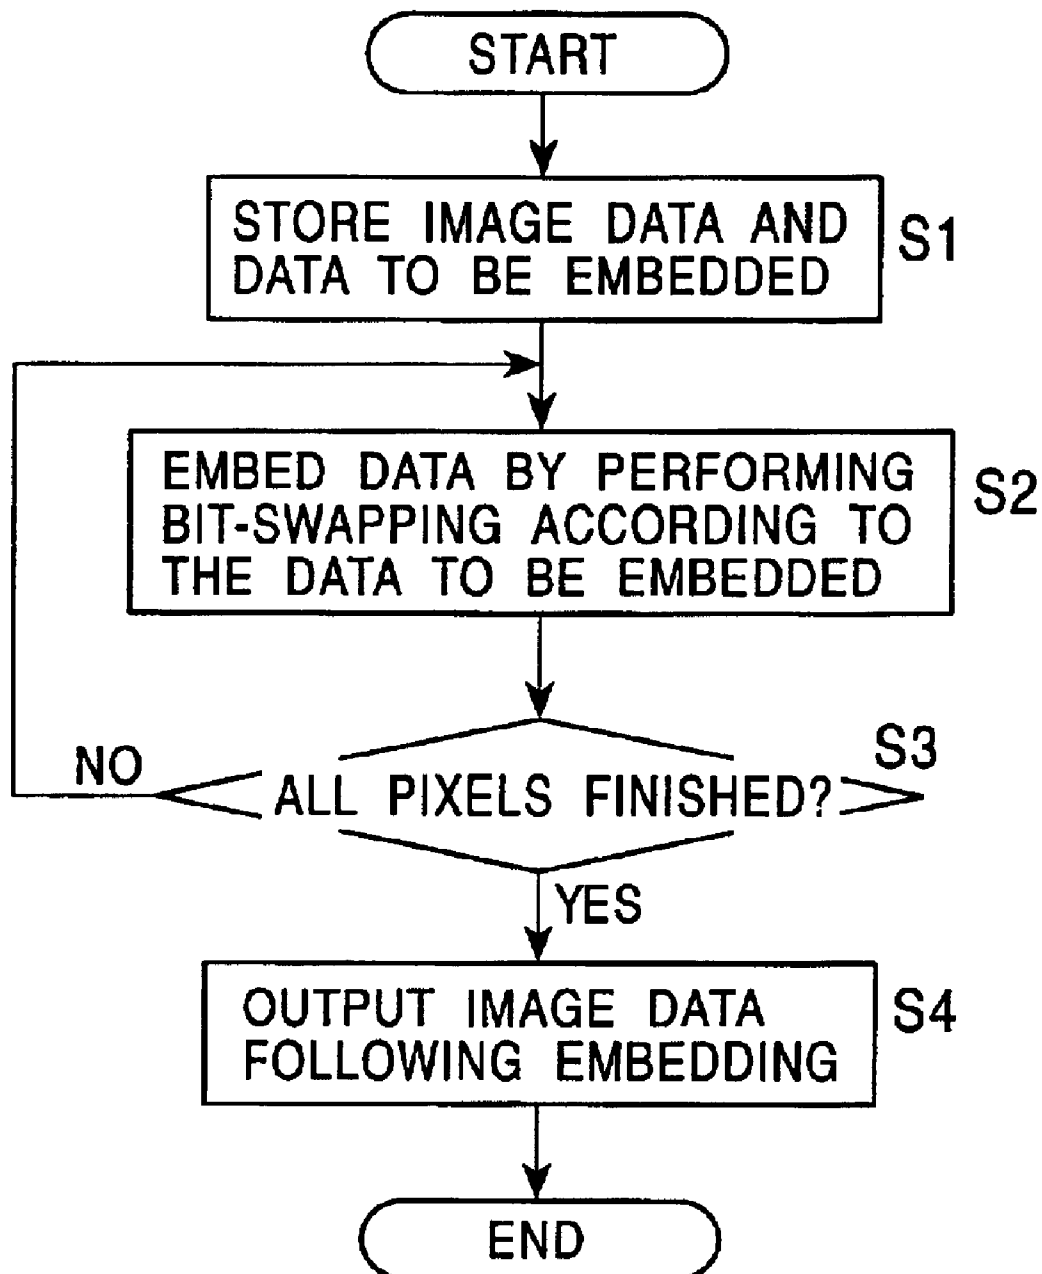 START
STORE IMAGE DATA AND
DATA TO BE EMBEDDED
S1
EMBED DATA BY PERFORMING
BIT-SWAPPING ACCORDING TO
THE DATA TO BE EMBEDDED
S2
NO
ALL PIXELS FINISHED?
S3
YES
OUTPUT IMAGE DATA
FOLLOWING EMBEDDING
S4
END